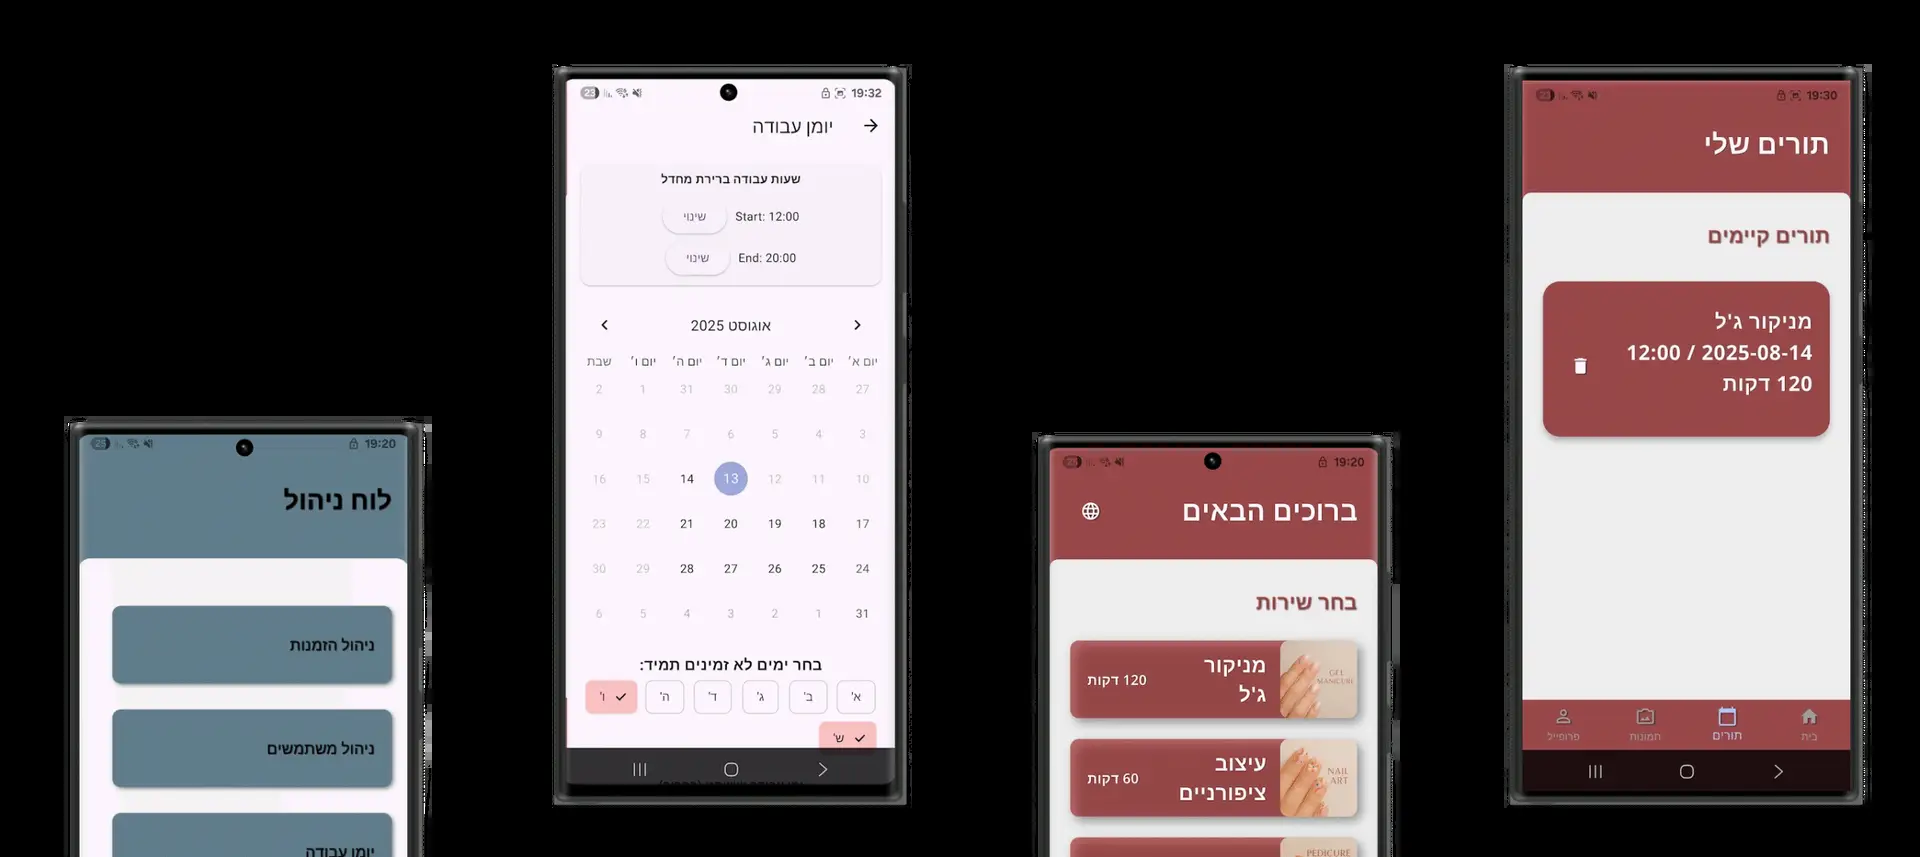 19:20
לוח ניהול
ניהול הזמנות
ניהול משתמשים
יומן עבודה
23 19:32
יומן עבודה
שעות עבודה ברירת מחדל
Start: 12:00 שינוי
End: 20:00 שינוי
אוגוסט 2025
יום א' יום ב' יום ג' יום ד' יום ה' יום ו' שבת
27 28 29 30 31 1 2
3 4 5 6 7 8 9
10 11 12 13 14 15 16
17 18 19 20 21 22 23
24 25 26 27 28 29 30
31 1 2 3 4 5 6
בחר ימים לא זמינים תמיד:
א' ב' ג' ד' ה' ו'
ש'
19:20
ברוכים הבאים
בחר שירות
GEL
MANICURE
מניקור
ג'ל
120 דקות
NAIL
ART
עיצוב
ציפורניים
60 דקות
PEDICURE
19:30
תורים שלי
תורים קיימים
מניקור ג'ל
12:00 / 2025-08-14
120 דקות
בית תורים תמונות פרופייל